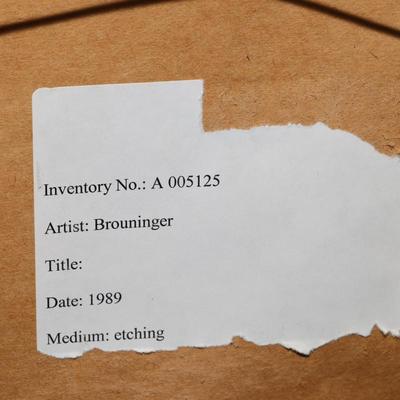 Inventory No.: A 005125
Artist: Brouninger
Title:
Date: 1989
Medium: etching